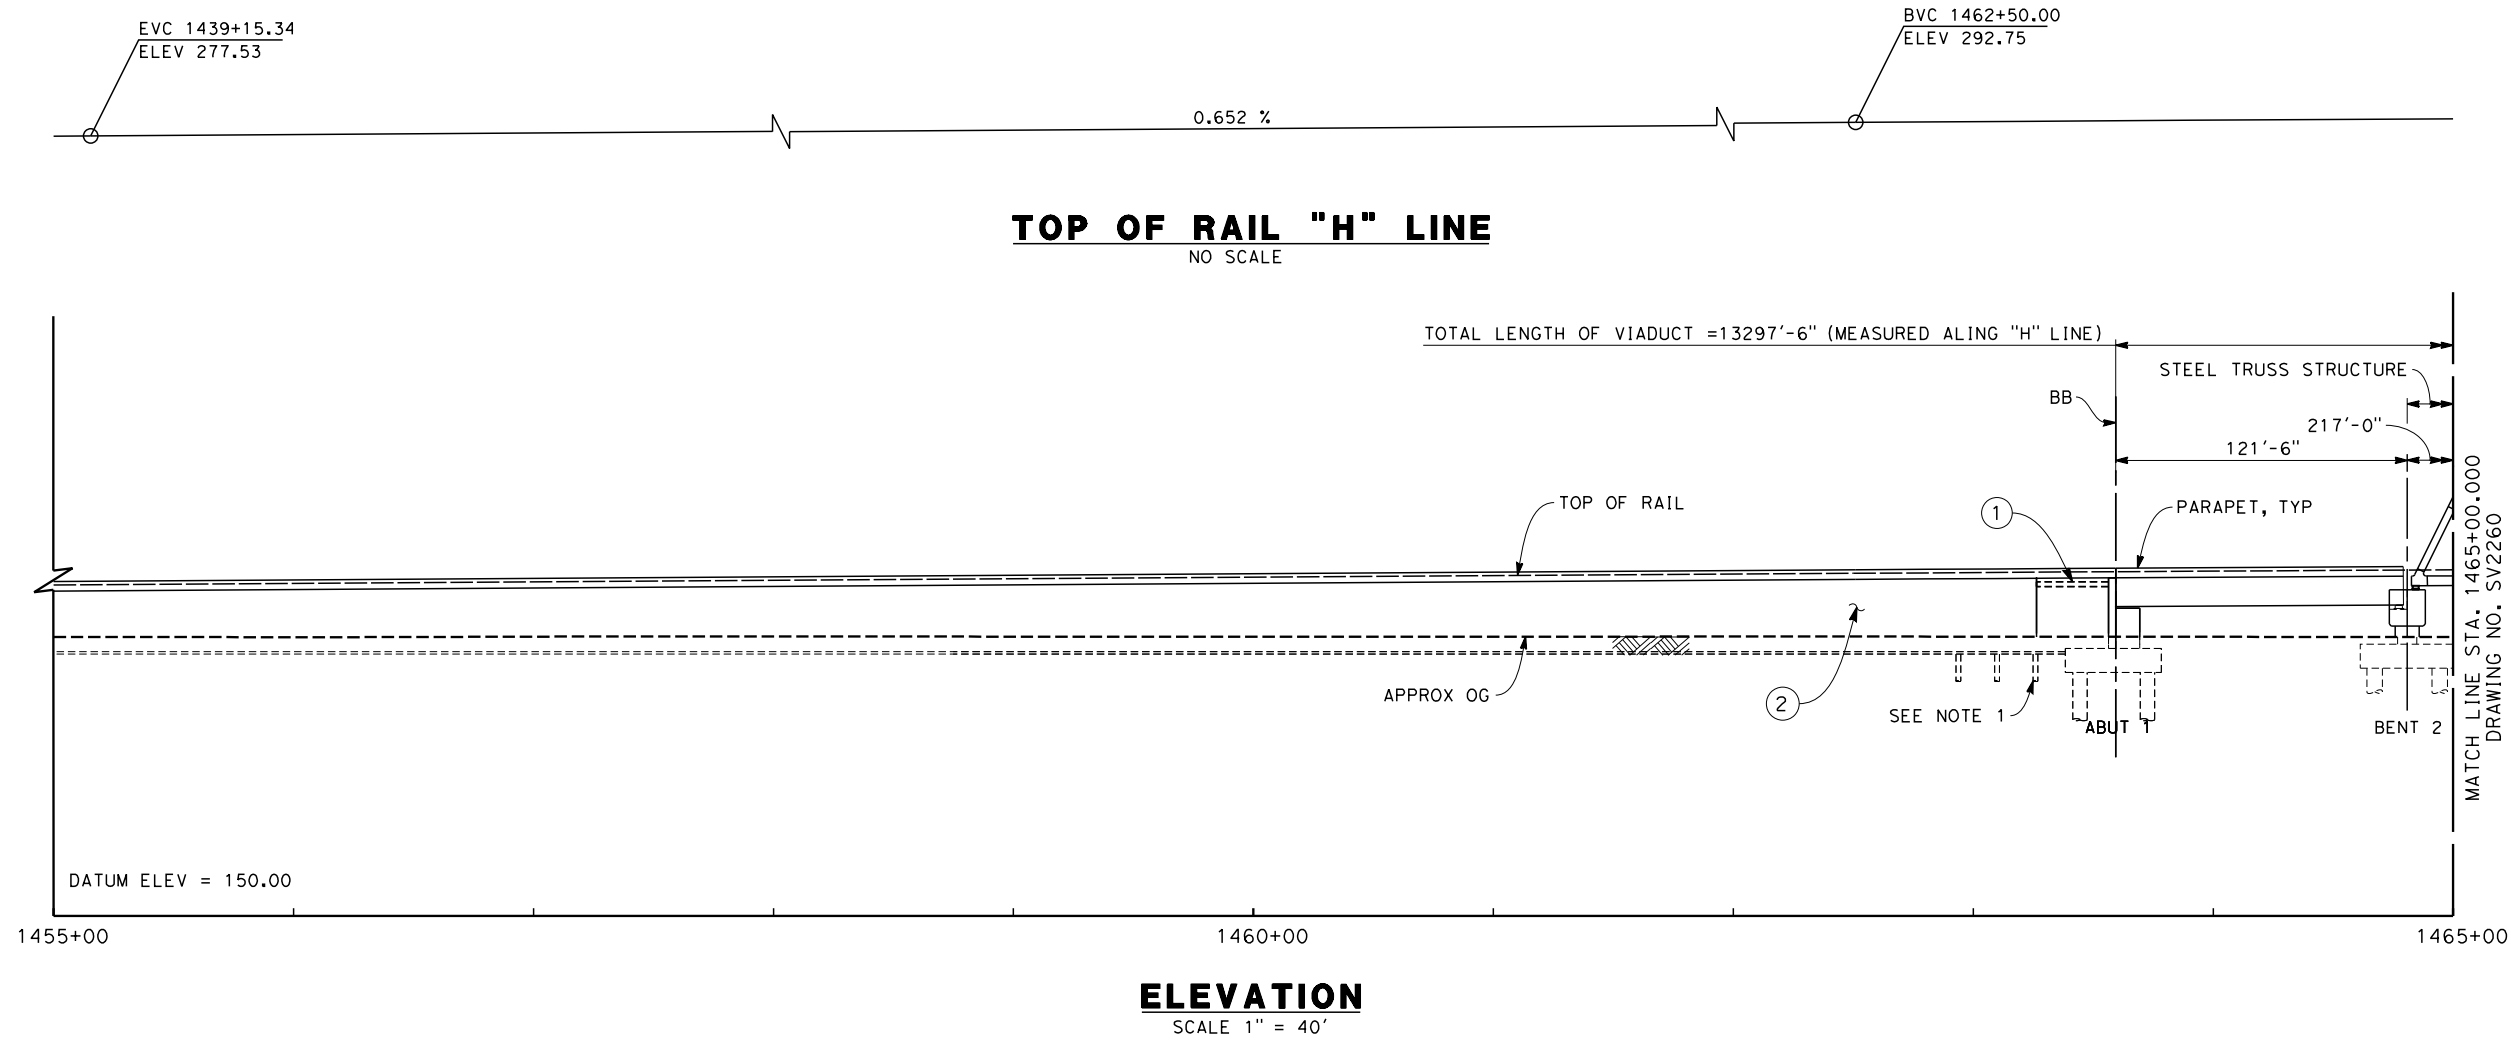 EVC 1439+15.34
ELEV 277.53
BVC 1462+50.00
ELEV 292.75
0.652 %
TOP OF RAIL "H" LINE
NO SCALE
TOTAL LENGTH OF VIADUCT =13297'-6" (MEASURED ALING "H" LINE)
STEEL TRUSS STRUCTURE
BB
217'-0"
121'-6"
TOP OF RAIL
1
PARAPET, TYP
APPROX OG
2
SEE NOTE 1
ABUT 1
BENT 2
MATCH LINE STA. 1465+00.000
DRAWING NO. SV2260
DATUM ELEV = 150.00
1455+00
1460+00
1465+00
ELEVATION
SCALE 1" = 40'